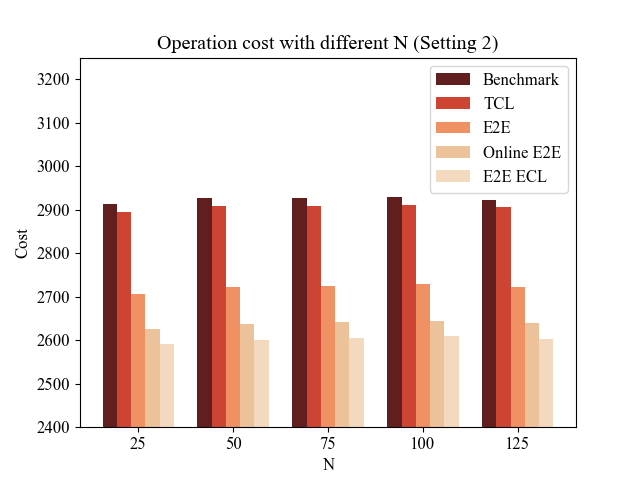 Operation cost with different N (Setting 2)
Cost
3200
3100
3000
2900
2800
2700
2600
2500
2400
Benchmark
TCL
E2E
Online E2E
E2E ECL
25 50 75 100 125
N